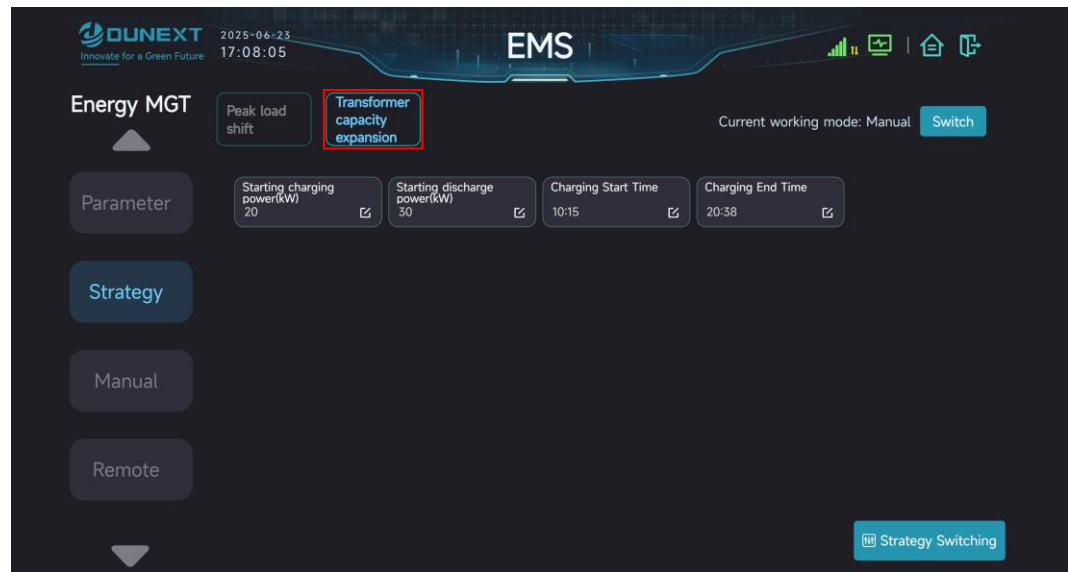 DUNEXT
Innovate for a Green Future
2025-06-23
17:08:05
EMS
Energy MGT
Peak load
shift
Transformer
capacity
expansion
Current working mode: Manual
Switch
Parameter
Starting charging
power(kW)
20
Starting discharge
power(kW)
30
Charging Start Time
10:15
Charging End Time
20:38
Strategy
Manual
Remote
Strategy Switching